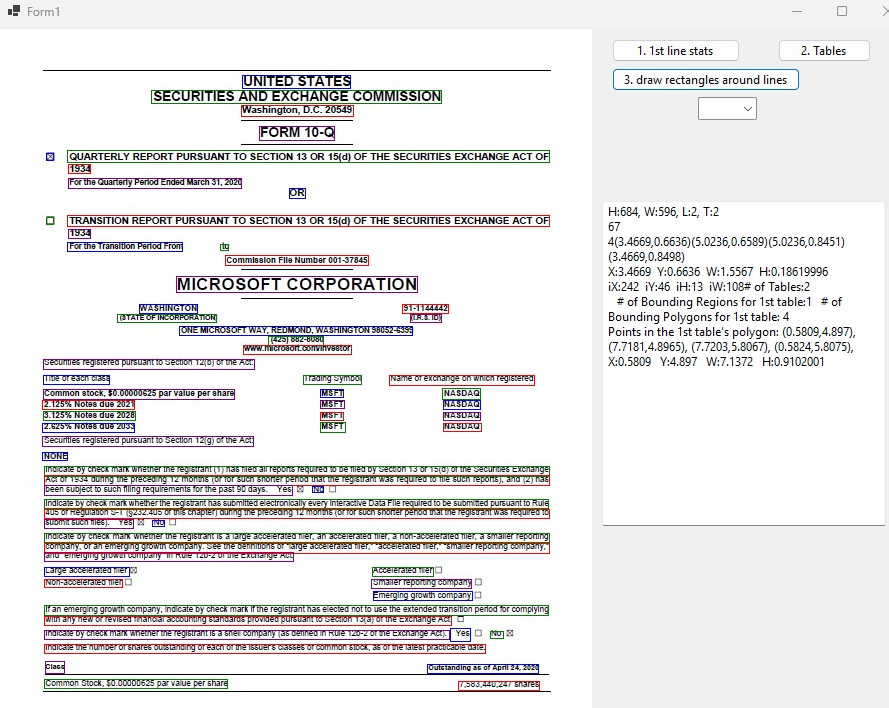 Form1
UNITED STATES
SECURITIES AND EXCHANGE COMMISSION
Washington, D.C. 20549
FORM 10-Q
☒ QUARTERLY REPORT PURSUANT TO SECTION 13 OR 15(d) OF THE SECURITIES EXCHANGE ACT OF
1934
For the Quarterly Period Ended March 31, 2020
OR
☐ TRANSITION REPORT PURSUANT TO SECTION 13 OR 15(d) OF THE SECURITIES EXCHANGE ACT OF
1934
For the Transition Period From to
Commission File Number 001-37845
MICROSOFT CORPORATION
WASHINGTON 91-1144442
(STATE OF INCORPORATION) (I.R.S. ID)
ONE MICROSOFT WAY, REDMOND, WASHINGTON 98052-6399
(425) 882-8080
www.microsoft.com/investor
Securities registered pursuant to Section 12(b) of the Act:
Title of each class Trading Symbol Name of exchange on which registered
Common stock, $0.00000625 par value per share MSFT NASDAQ
2.125% Notes due 2021 MSFT NASDAQ
3.125% Notes due 2028 MSFT NASDAQ
2.625% Notes due 2033 MSFT NASDAQ
Securities registered pursuant to Section 12(g) of the Act:
NONE
Indicate by check mark whether the registrant (1) has filed all reports required to be filed by Section 13 or 15(d) of the Securities Exchange
Act of 1934 during the preceding 12 months (or for such shorter period that the registrant was required to file such reports), and (2) has
been subject to such filing requirements for the past 90 days. Yes ☒ No ☐
Indicate by check mark whether the registrant has submitted electronically every Interactive Data File required to be submitted pursuant to Rule
405 of Regulation S-T (§232.405 of this chapter) during the preceding 12 months (or for such shorter period that the registrant was required to
submit such files). Yes ☒ No ☐
Indicate by check mark whether the registrant is a large accelerated filer, an accelerated filer, a non-accelerated filer, a smaller reporting
company, or an emerging growth company. See the definitions of "large accelerated filer," "accelerated filer," "smaller reporting company,"
and "emerging growth company" in Rule 12b-2 of the Exchange Act.
Large accelerated filer ☒ Accelerated filer ☐
Non-accelerated filer ☐ Smaller reporting company ☐
Emerging growth company ☐
If an emerging growth company, indicate by check mark if the registrant has elected not to use the extended transition period for complying
with any new or revised financial accounting standards provided pursuant to Section 13(a) of the Exchange Act. ☐
Indicate by check mark whether the registrant is a shell company (as defined in Rule 12b-2 of the Exchange Act). Yes ☐ No ☒
Indicate the number of shares outstanding of each of the issuer's classes of common stock, as of the latest practicable date.
Class Outstanding as of April 24, 2020
Common Stock, $0.00000625 par value per share 7,583,440,247 shares
1. 1st line stats 2. Tables
3. draw rectangles around lines
H:684, W:596, L:2, T:2
67
4(3.4669,0.6636)(5.0236,0.6589)(5.0236,0.8451)
(3.4669,0.8498)
X:3.4669 Y:0.6636 W:1.5567 H:0.18619996
iX:242 iY:46 iH:13 iW:108# of Tables:2
# of Bounding Regions for 1st table:1 # of
Bounding Polygons for 1st table: 4
Points in the 1st table's polygon: (0.5809,4.897),
(7.7181,4.8965), (7.7203,5.8067), (0.5824,5.8075),
X:0.5809 Y:4.897 W:7.1372 H:0.9102001